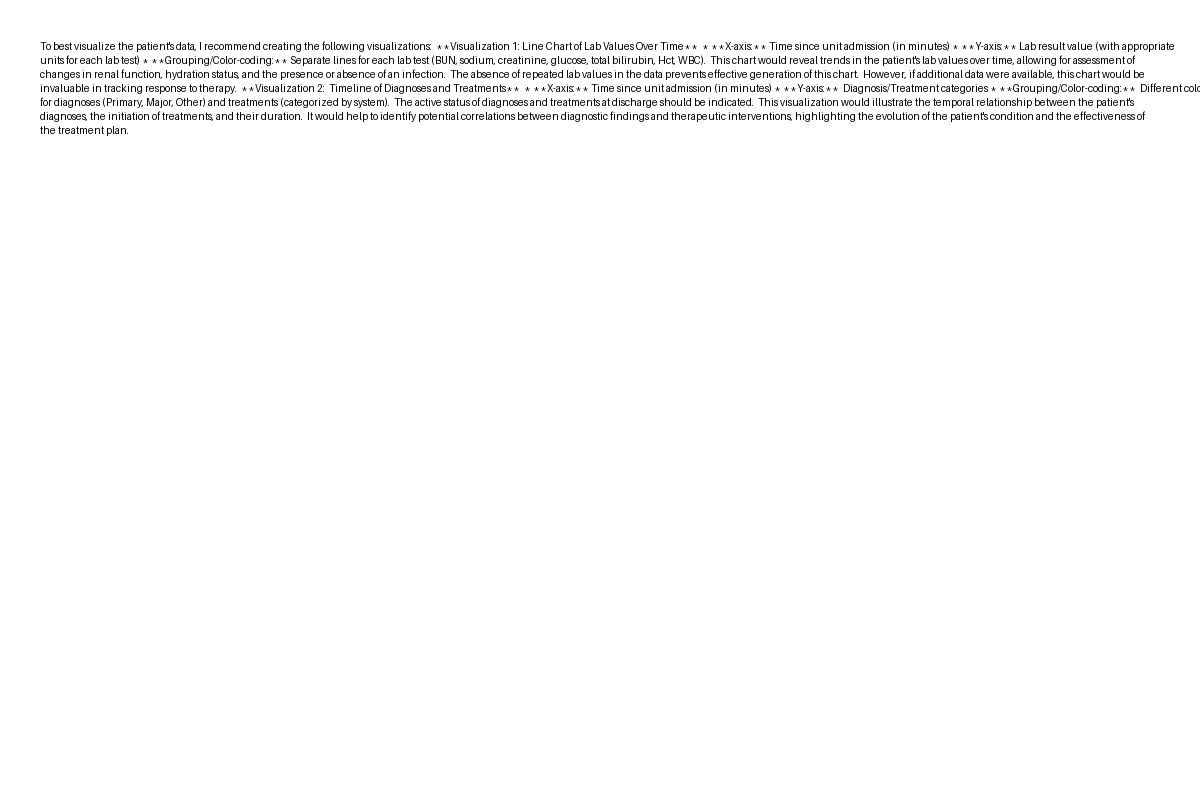 To best visualize the patient's data, I recommend creating the following visualizations:  **Visualization 1: Line Chart of Lab Values Over Time**  * **X-axis:** Time since unit admission (in minutes) * **Y-axis:** Lab result value (with appropriate
units for each lab test) * **Grouping/Color-coding:** Separate lines for each lab test (BUN, sodium, creatinine, glucose, total bilirubin, Hct, WBC).  This chart would reveal trends in the patient's lab values over time, allowing for assessment of
changes in renal function, hydration status, and the presence or absence of an infection.  The absence of repeated lab values in the data prevents effective generation of this chart.  However, if additional data were available, this chart would be
invaluable in tracking response to therapy.  **Visualization 2:  Timeline of Diagnoses and Treatments**  * **X-axis:** Time since unit admission (in minutes) * **Y-axis:**  Diagnosis/Treatment categories * **Grouping/Color-coding:**  Different
for diagnoses (Primary, Major, Other) and treatments (categorized by system).  The active status of diagnoses and treatments at discharge should be indicated.  This visualization would illustrate the temporal relationship between the patient's
diagnoses, the initiation of treatments, and their duration.  It would help to identify potential correlations between diagnostic findings and therapeutic interventions, highlighting the evolution of the patient's condition and the effectiveness of
the treatment plan.